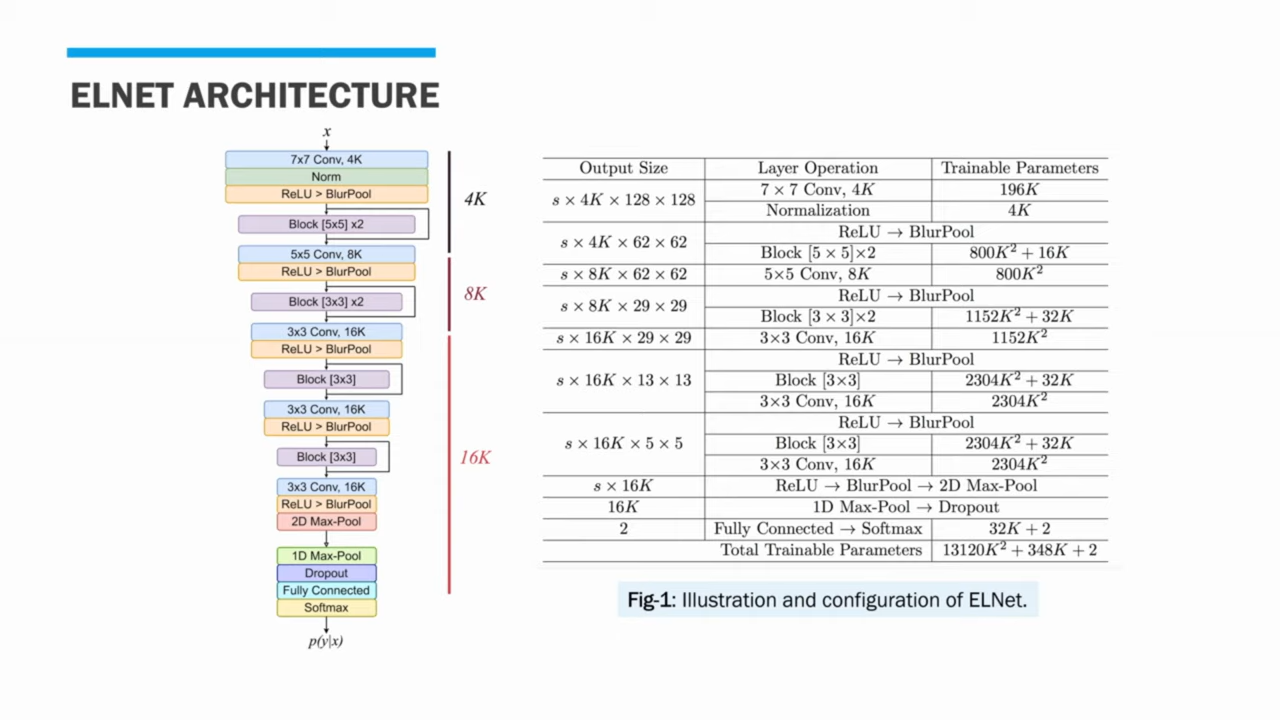 ELNET ARCHITECTURE
x
7x7 Conv, 4K
Norm
ReLU > BlurPool
Block [5x5] x2
5x5 Conv, 8K
ReLU > BlurPool
Block [3x3] x2
3x3 Conv, 16K
ReLU > BlurPool
Block [3x3]
3x3 Conv, 16K
ReLU > BlurPool
Block [3x3]
3x3 Conv, 16K
ReLU > BlurPool
2D Max-Pool
1D Max-Pool
Dropout
Fully Connected
Softmax
p(y|x)
4K
8K
16K
Output Size Layer Operation Trainable Parameters
s × 4K × 128 × 128 7 × 7 Conv, 4K 196K
Normalization 4K
s × 4K × 62 × 62 ReLU → BlurPool
Block [5 × 5]×2 800K² + 16K
s × 8K × 62 × 62 5×5 Conv, 8K 800K²
s × 8K × 29 × 29 ReLU → BlurPool
Block [3 × 3]×2 1152K² + 32K
s × 16K × 29 × 29 3×3 Conv, 16K 1152K²
s × 16K × 13 × 13 ReLU → BlurPool
Block [3×3] 2304K² + 32K
3×3 Conv, 16K 2304K²
s × 16K × 5 × 5 ReLU → BlurPool
Block [3×3] 2304K² + 32K
3×3 Conv, 16K 2304K²
s × 16K ReLU → BlurPool → 2D Max-Pool
16K 1D Max-Pool → Dropout
2 Fully Connected → Softmax 32K + 2
Total Trainable Parameters 13120K² + 348K + 2
Fig-1: Illustration and configuration of ELNet.